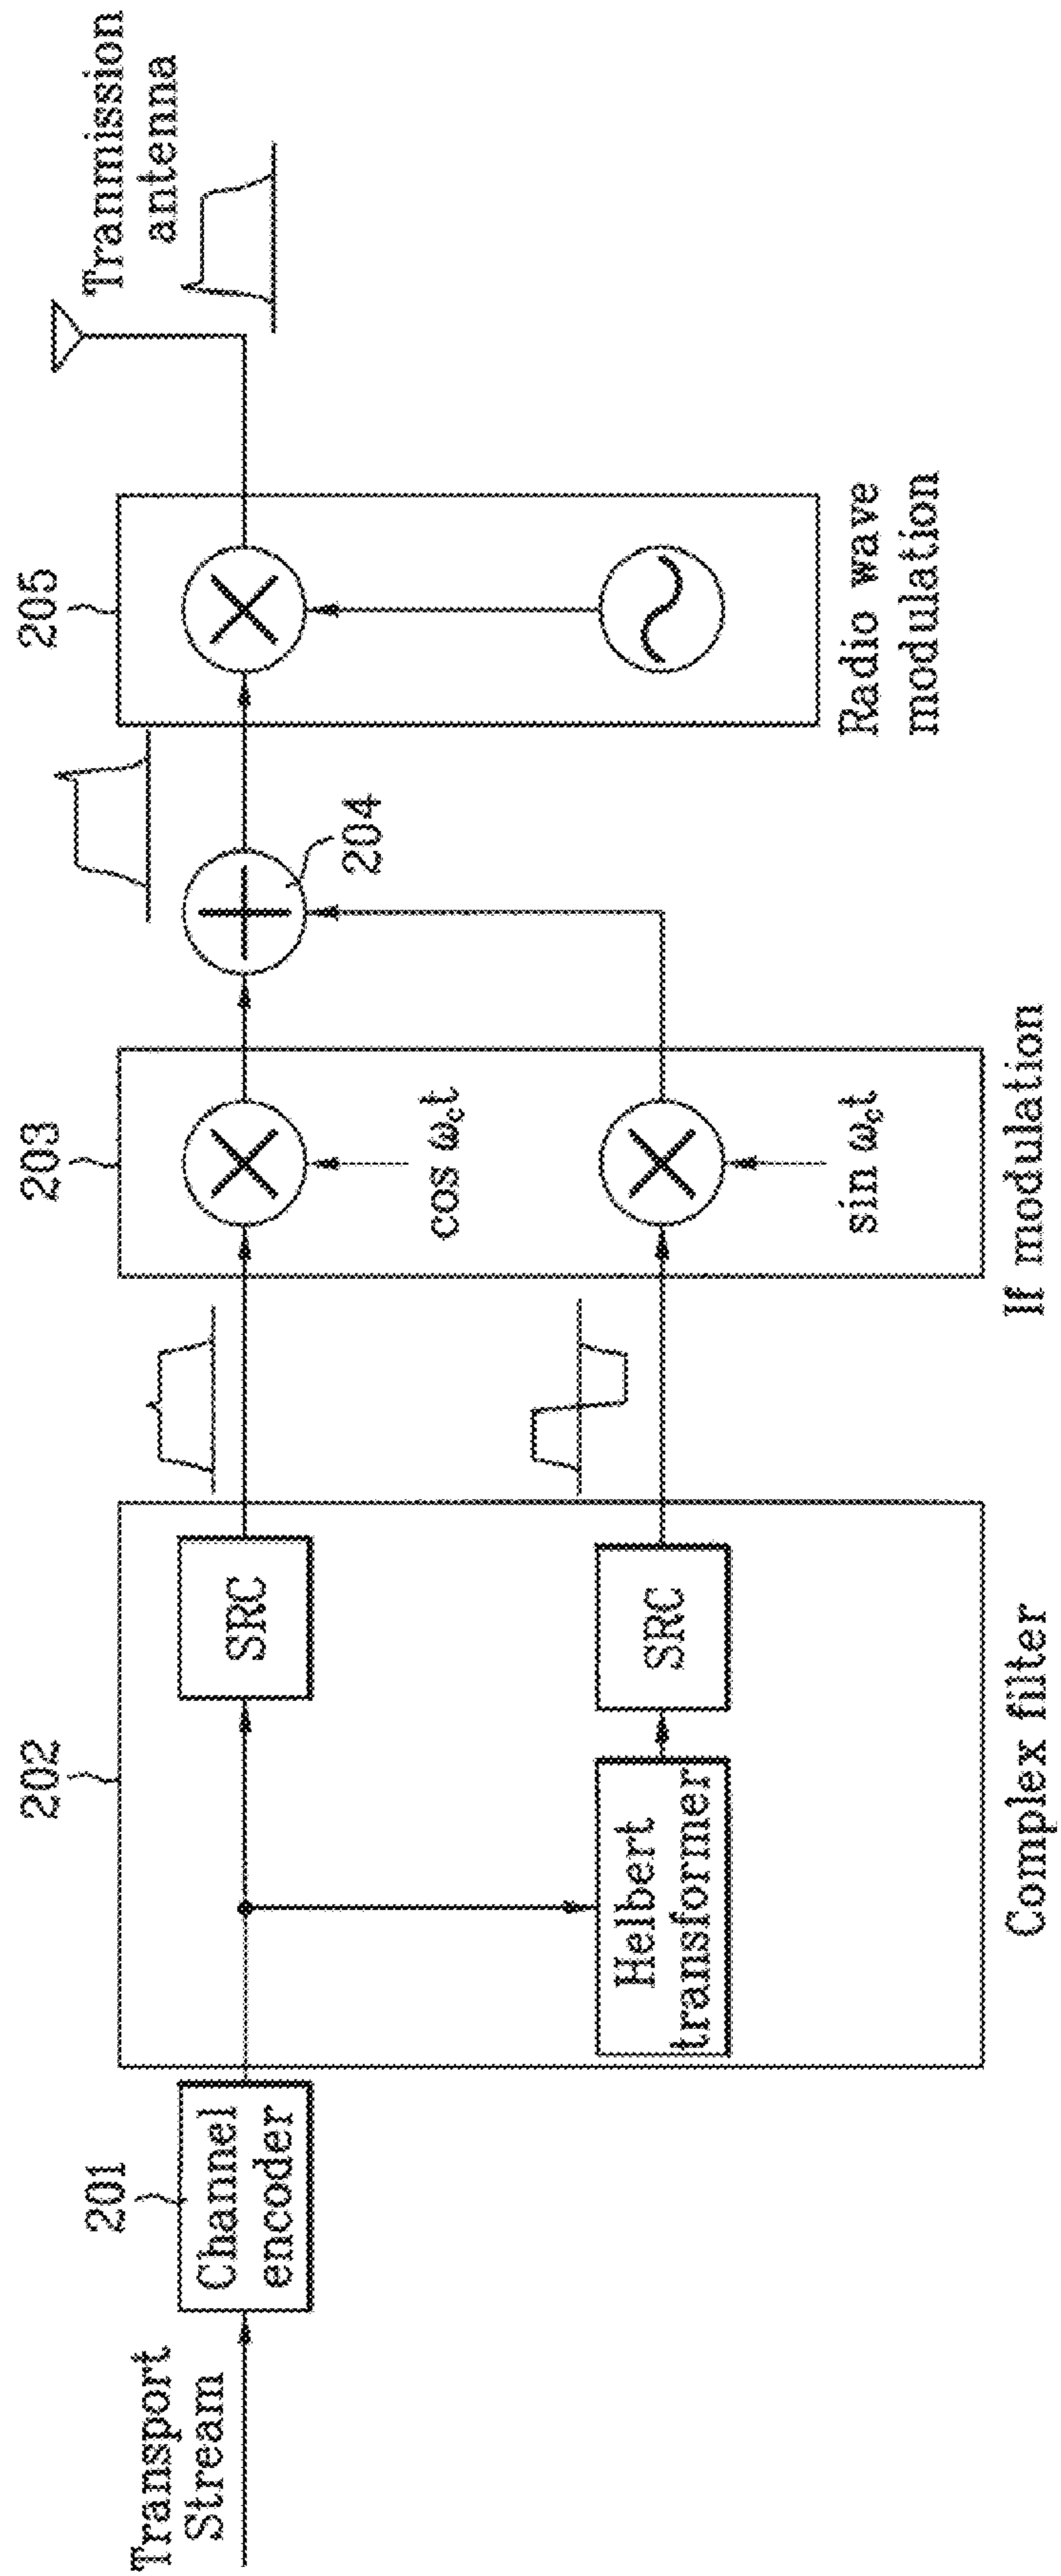 Transport
Stream
201
Channel
encoder
202
SRC
Helbert
transformer
SRC
Complex filter
203
cos ωct
sin ωct
If modulation
204
205
Radio wave
modulation
Tranmission
antenna